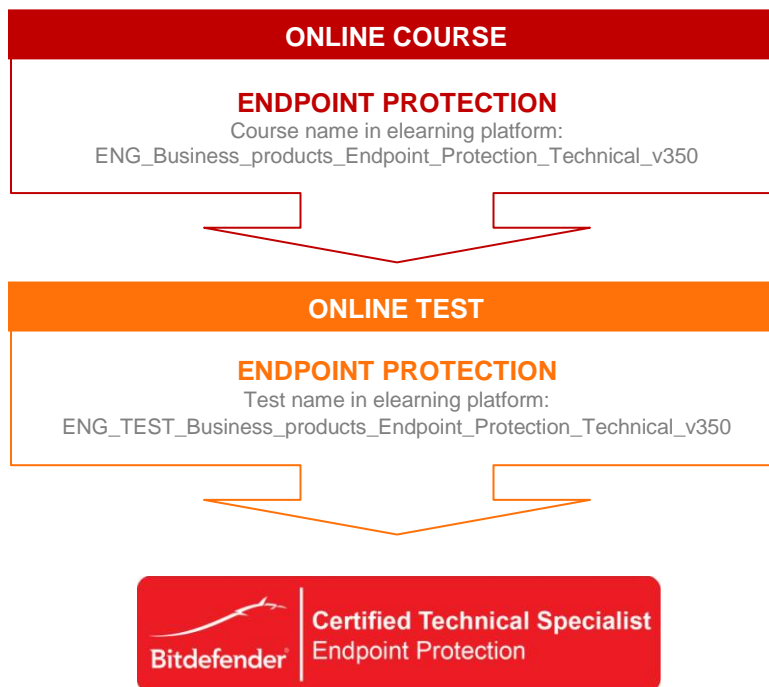 ONLINE COURSE
ENDPOINT PROTECTION
Course name in elearning platform:
ENG_Business_products_Endpoint_Protection_Technical_v350
ONLINE TEST
ENDPOINT PROTECTION
Test name in elearning platform:
ENG_TEST_Business_products_Endpoint_Protection_Technical_v350
Bitdefender®
Certified Technical Specialist
Endpoint Protection